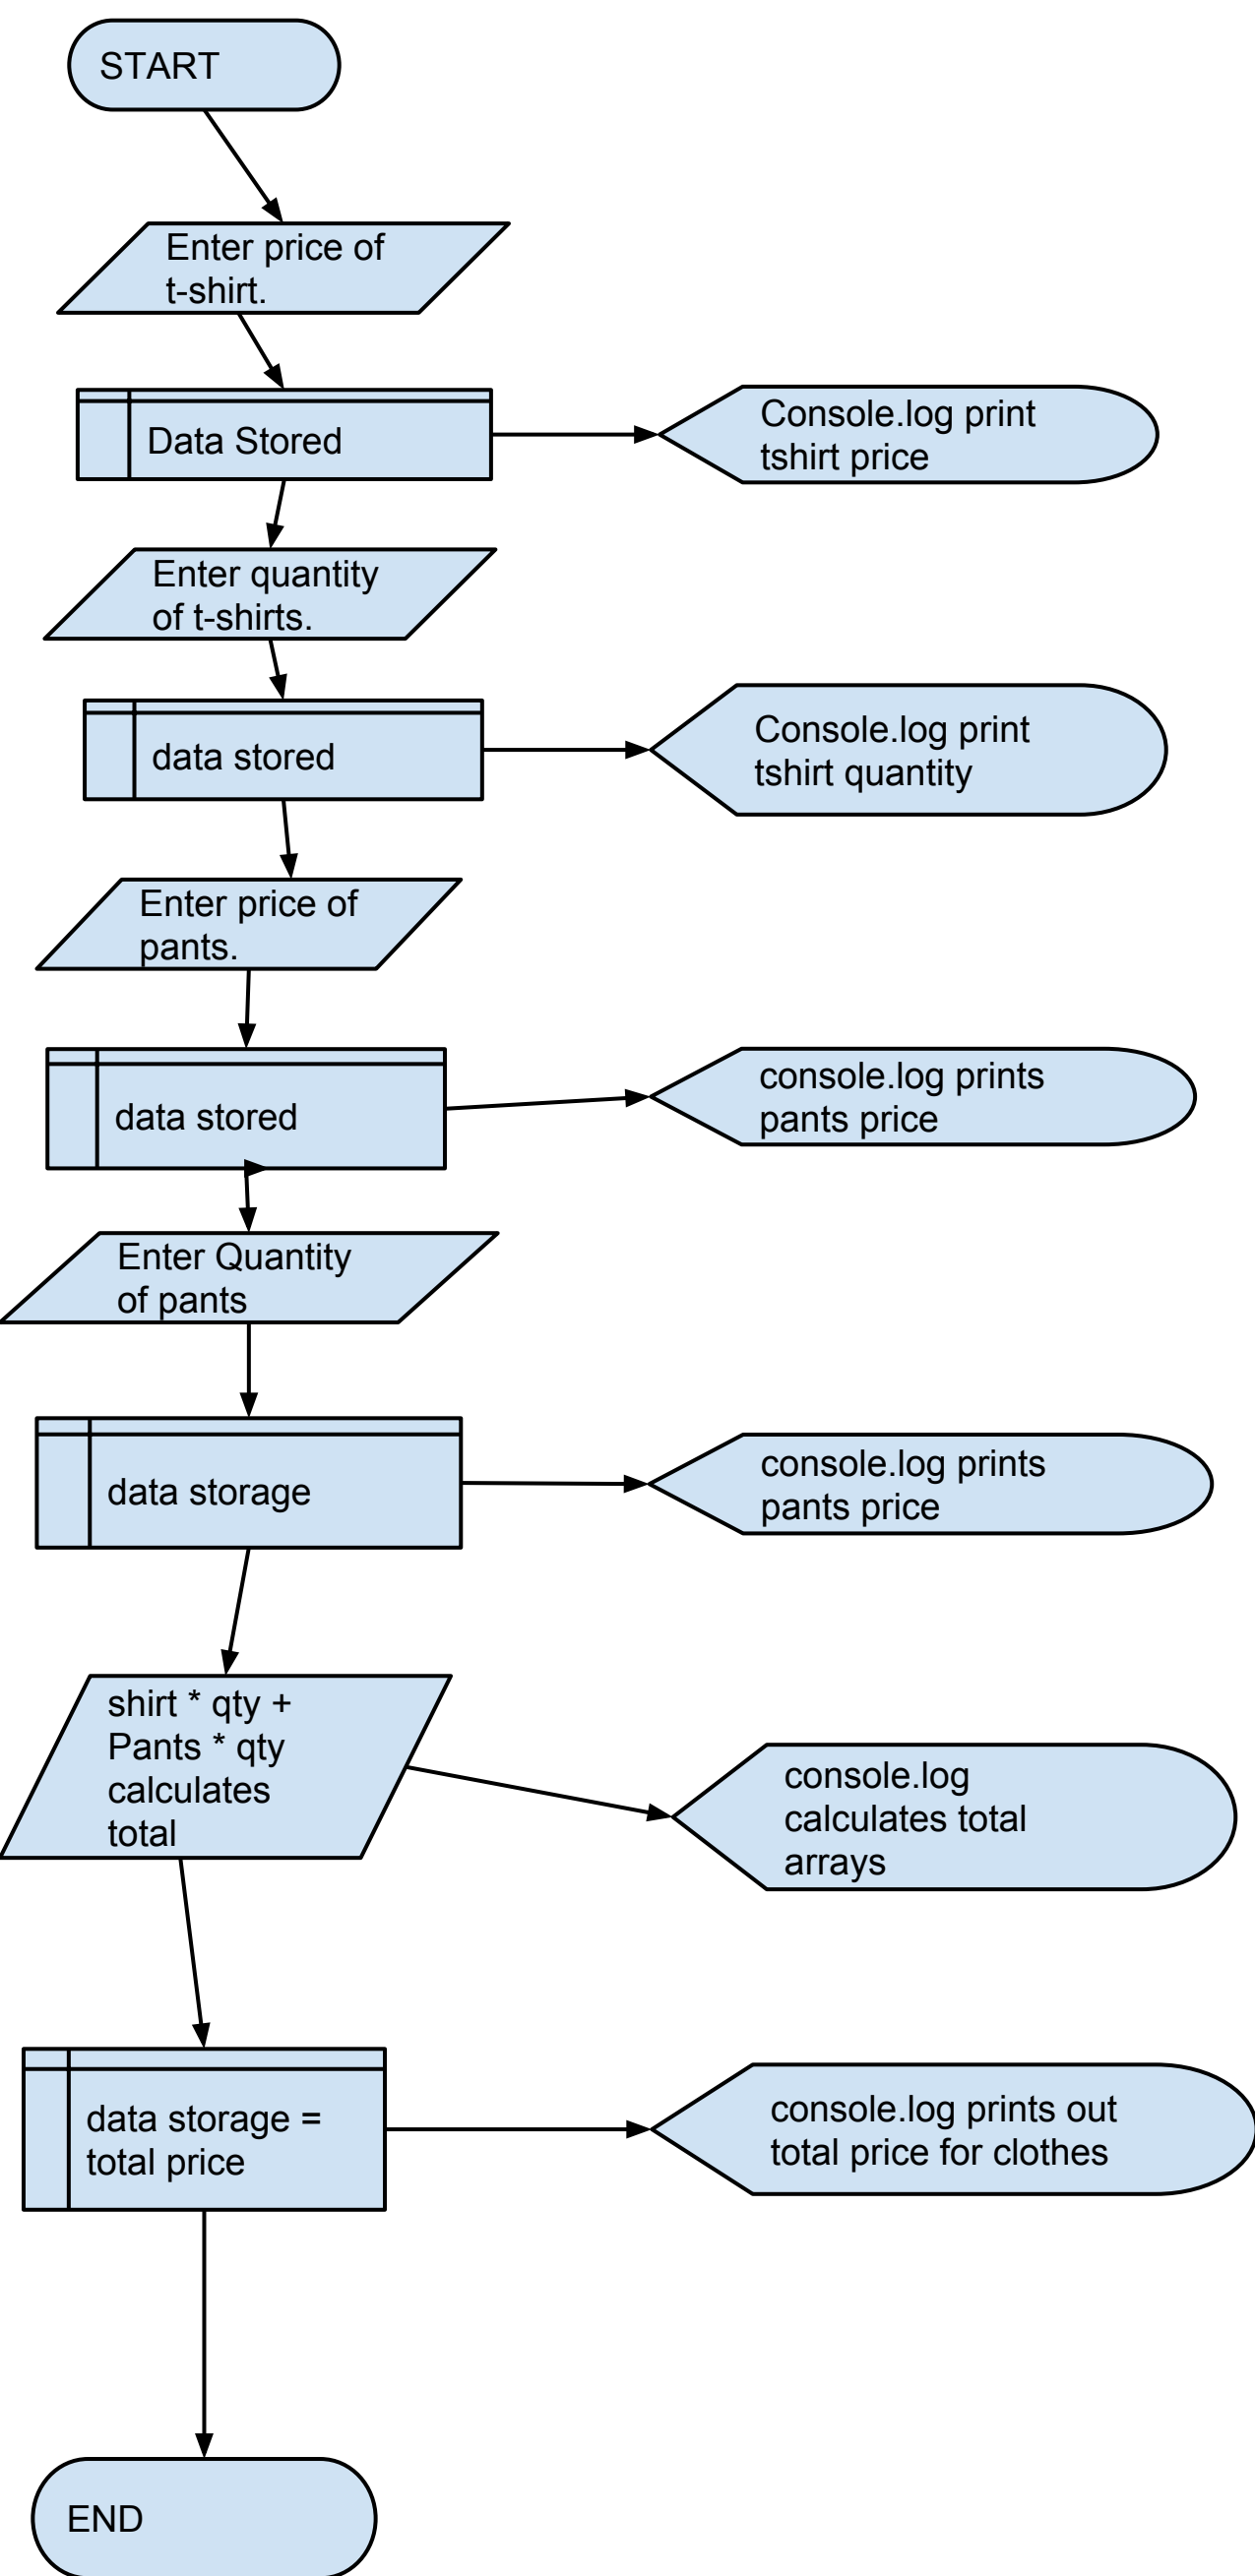 START
Enter price of
t-shirt.
Data Stored
Console.log print
tshirt price
Enter quantity
of t-shirts.
data stored
Console.log print
tshirt quantity
Enter price of
pants.
data stored
console.log prints
pants price
Enter Quantity
of pants
data storage
console.log prints
pants price
shirt * qty +
Pants * qty
calculates
total
console.log
calculates total
arrays
data storage =
total price
console.log prints out
total price for clothes
END